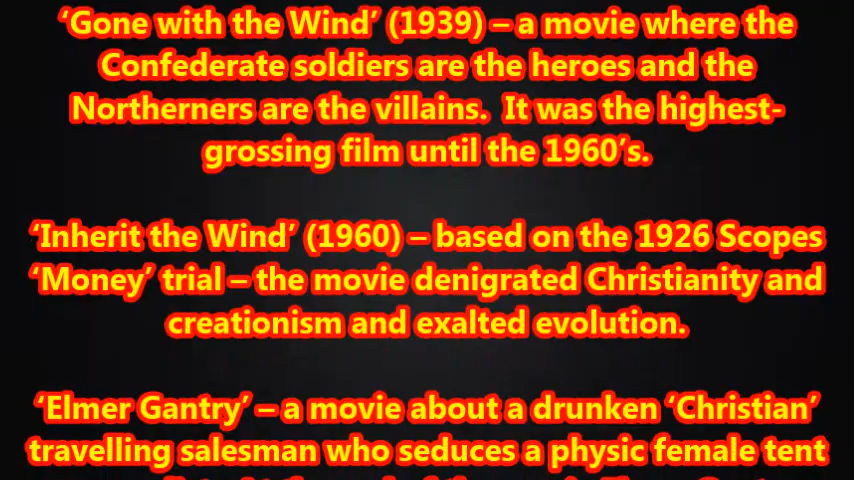 ‘Gone with the Wind’ (1939) – a movie where the
Confederate soldiers are the heroes and the
Northerners are the villains.  It was the highest-
grossing film until the 1960’s.
‘Inherit the Wind’ (1960) – based on the 1926 Scopes
‘Money’ trial – the movie denigrated Christianity and
creationism and exalted evolution.
‘Elmer Gantry’ – a movie about a drunken ‘Christian’
travelling salesman who seduces a physic female tent